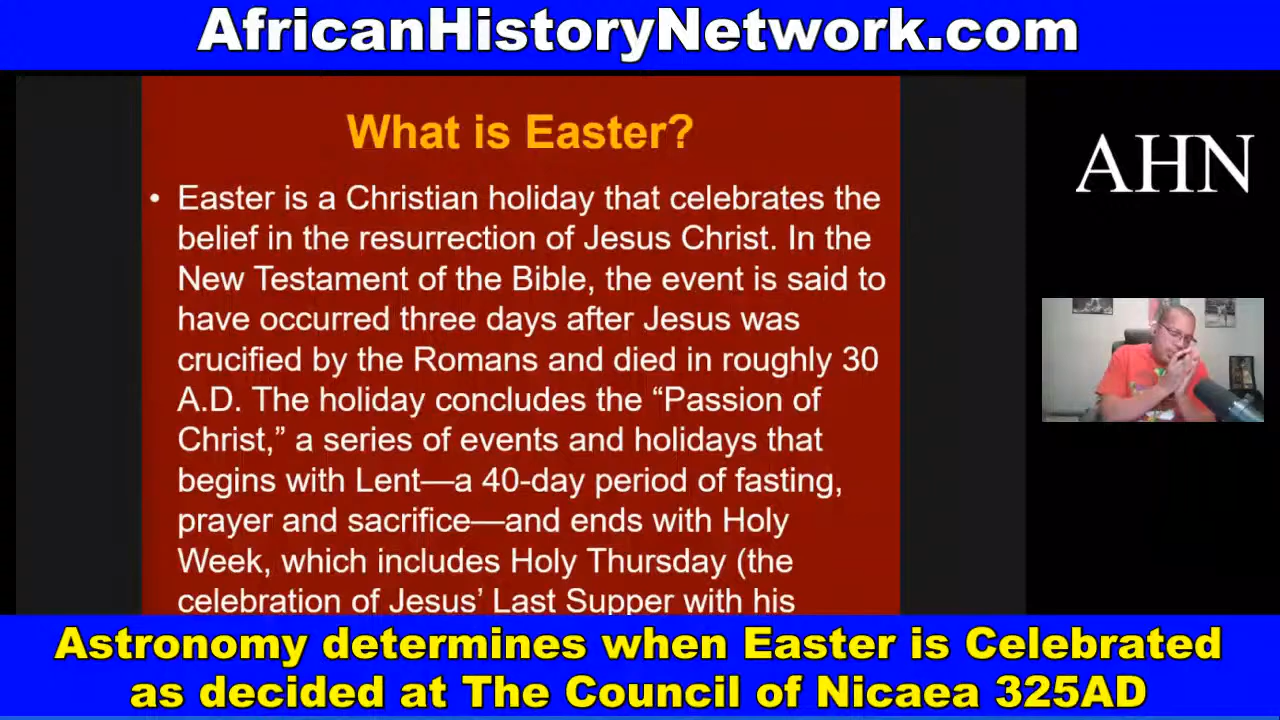 AfricanHistoryNetwork.com
What is Easter?
• Easter is a Christian holiday that celebrates the
belief in the resurrection of Jesus Christ. In the
New Testament of the Bible, the event is said to
have occurred three days after Jesus was
crucified by the Romans and died in roughly 30
A.D. The holiday concludes the “Passion of
Christ,” a series of events and holidays that
begins with Lent—a 40-day period of fasting,
prayer and sacrifice—and ends with Holy
Week, which includes Holy Thursday (the
celebration of Jesus’ Last Supper with his
AHN
Astronomy determines when Easter is Celebrated
as decided at The Council of Nicaea 325AD